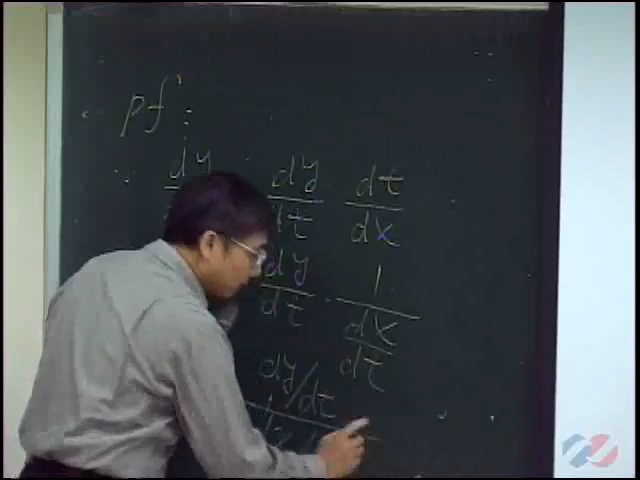 pf:
∵ dy dy/dt · dt/dx
dy/dt · 1/(dx/dt)
dy/dt